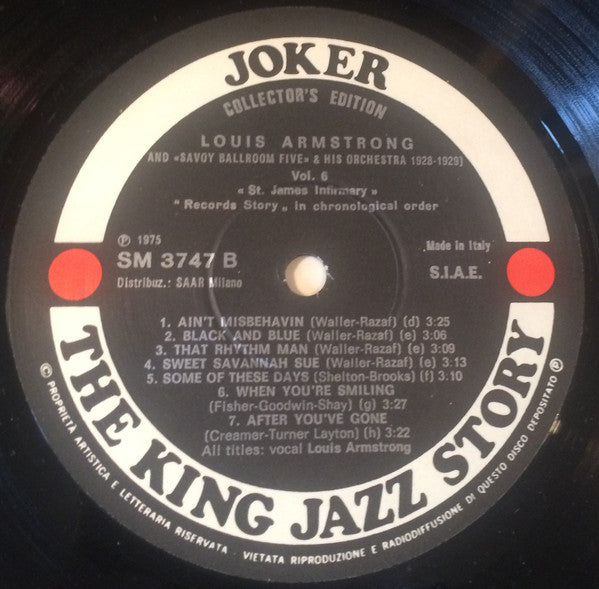 JOKER
COLLECTOR'S EDITION
LOUIS ARMSTRONG
AND «SAVOY BALLROOM FIVE» & HIS ORCHESTRA 1928-1929)
Vol. 6
« St. James Infirmary »
"Records Story„ in chronological order
℗ 1975
SM 3747 B
Distribuz.: SAAR Milano
Made in Italy
S.I.A.E.
1. AIN'T MISBEHAVIN (Waller-Razaf) (d) 3:25
2. BLACK AND BLUE (Waller-Razaf) (e) 3:06
3. THAT RHYTHM MAN (Waller-Razaf) (e) 3:09
4. SWEET SAVANNAH SUE (Waller-Razaf) (e) 3:13
5. SOME OF THESE DAYS (Shelton-Brooks) (f) 3:10
6. WHEN YOU'RE SMILING
(Fisher-Goodwin-Shay) (g) 3:27
7. AFTER YOU'VE GONE
(Creamer-Turner Layton) (h) 3:22
All titles: vocal Louis Armstrong
THE KING JAZZ STORY
© PROPRIETA ARTISTICA E LETTERARIA RISERVATA - VIETATA RIPRODUZIONE E RADIODIFFUSIONE DI QUESTO DISCO DEPOSITATO ℗